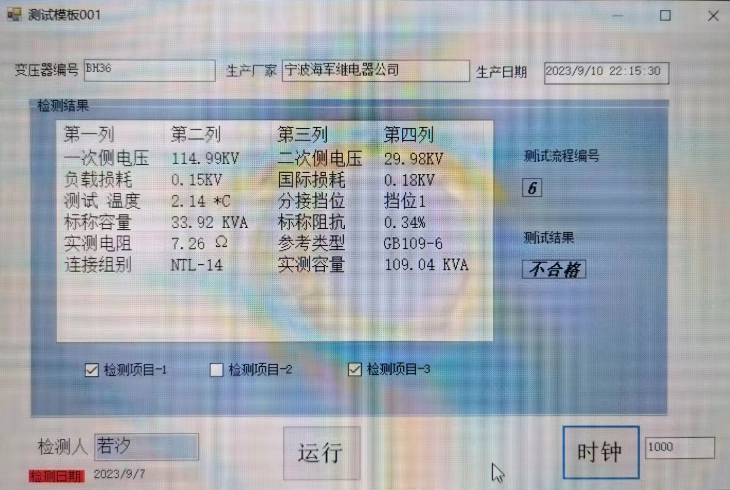 测试模板001
变压器编号 BH36 生产厂家 宁波海军继电器公司 生产日期 2023/9/10 22:15:30
检测结果
第一列 第二列 第三列 第四列
一次侧电压 114.99KV 二次侧电压 29.98KV
负载损耗 0.15KV 国际损耗 0.18KV
测试 温度 2.14 *C 分接挡位 挡位1
标称容量 33.92 KVA 标称阻抗 0.34%
实测电阻 7.26 Ω 参考类型 GB109-6
连接组别 NTL-14 实测容量 109.04 KVA
测试流程编号
6
测试结果
不合格
检测项目-1 检测项目-2 检测项目-3
检测人 若汐 运行 时钟 1000
检测日期 2023/9/7